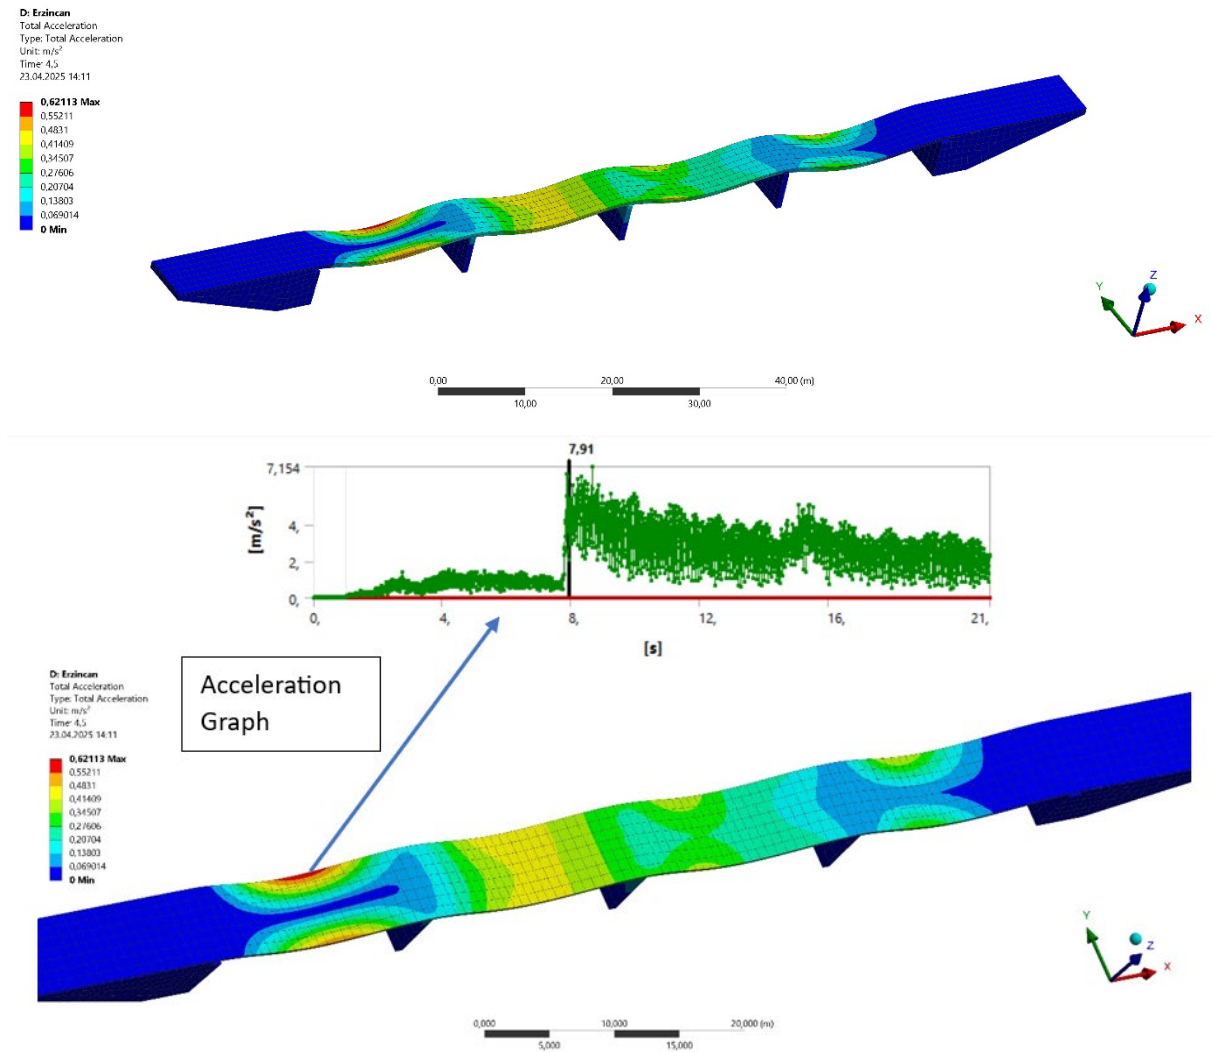 D: Erzincan
Total Acceleration
Type: Total Acceleration
Unit: m/s²
Time: 4,5
23.04.2025 14:11
0,62113 Max
0,55211
0,4831
0,41409
0,34507
0,27606
0,20704
0,13803
0,069014
0 Min
Z
Y
X
0,00 20,00 40,00 (m)
10,00 30,00
7,91
7,154
4,
2,
0,
[m/s²]
0, 4, 8, 12, 16, 21,
[s]
Acceleration
Graph
D: Erzincan
Total Acceleration
Type: Total Acceleration
Unit: m/s²
Time: 4,5
23.04.2025 14:11
0,62113 Max
0,55211
0,4831
0,41409
0,34507
0,27606
0,20704
0,13803
0,069014
0 Min
Y
Z
X
0,000 10,000 20,000 (m)
5,000 15,000